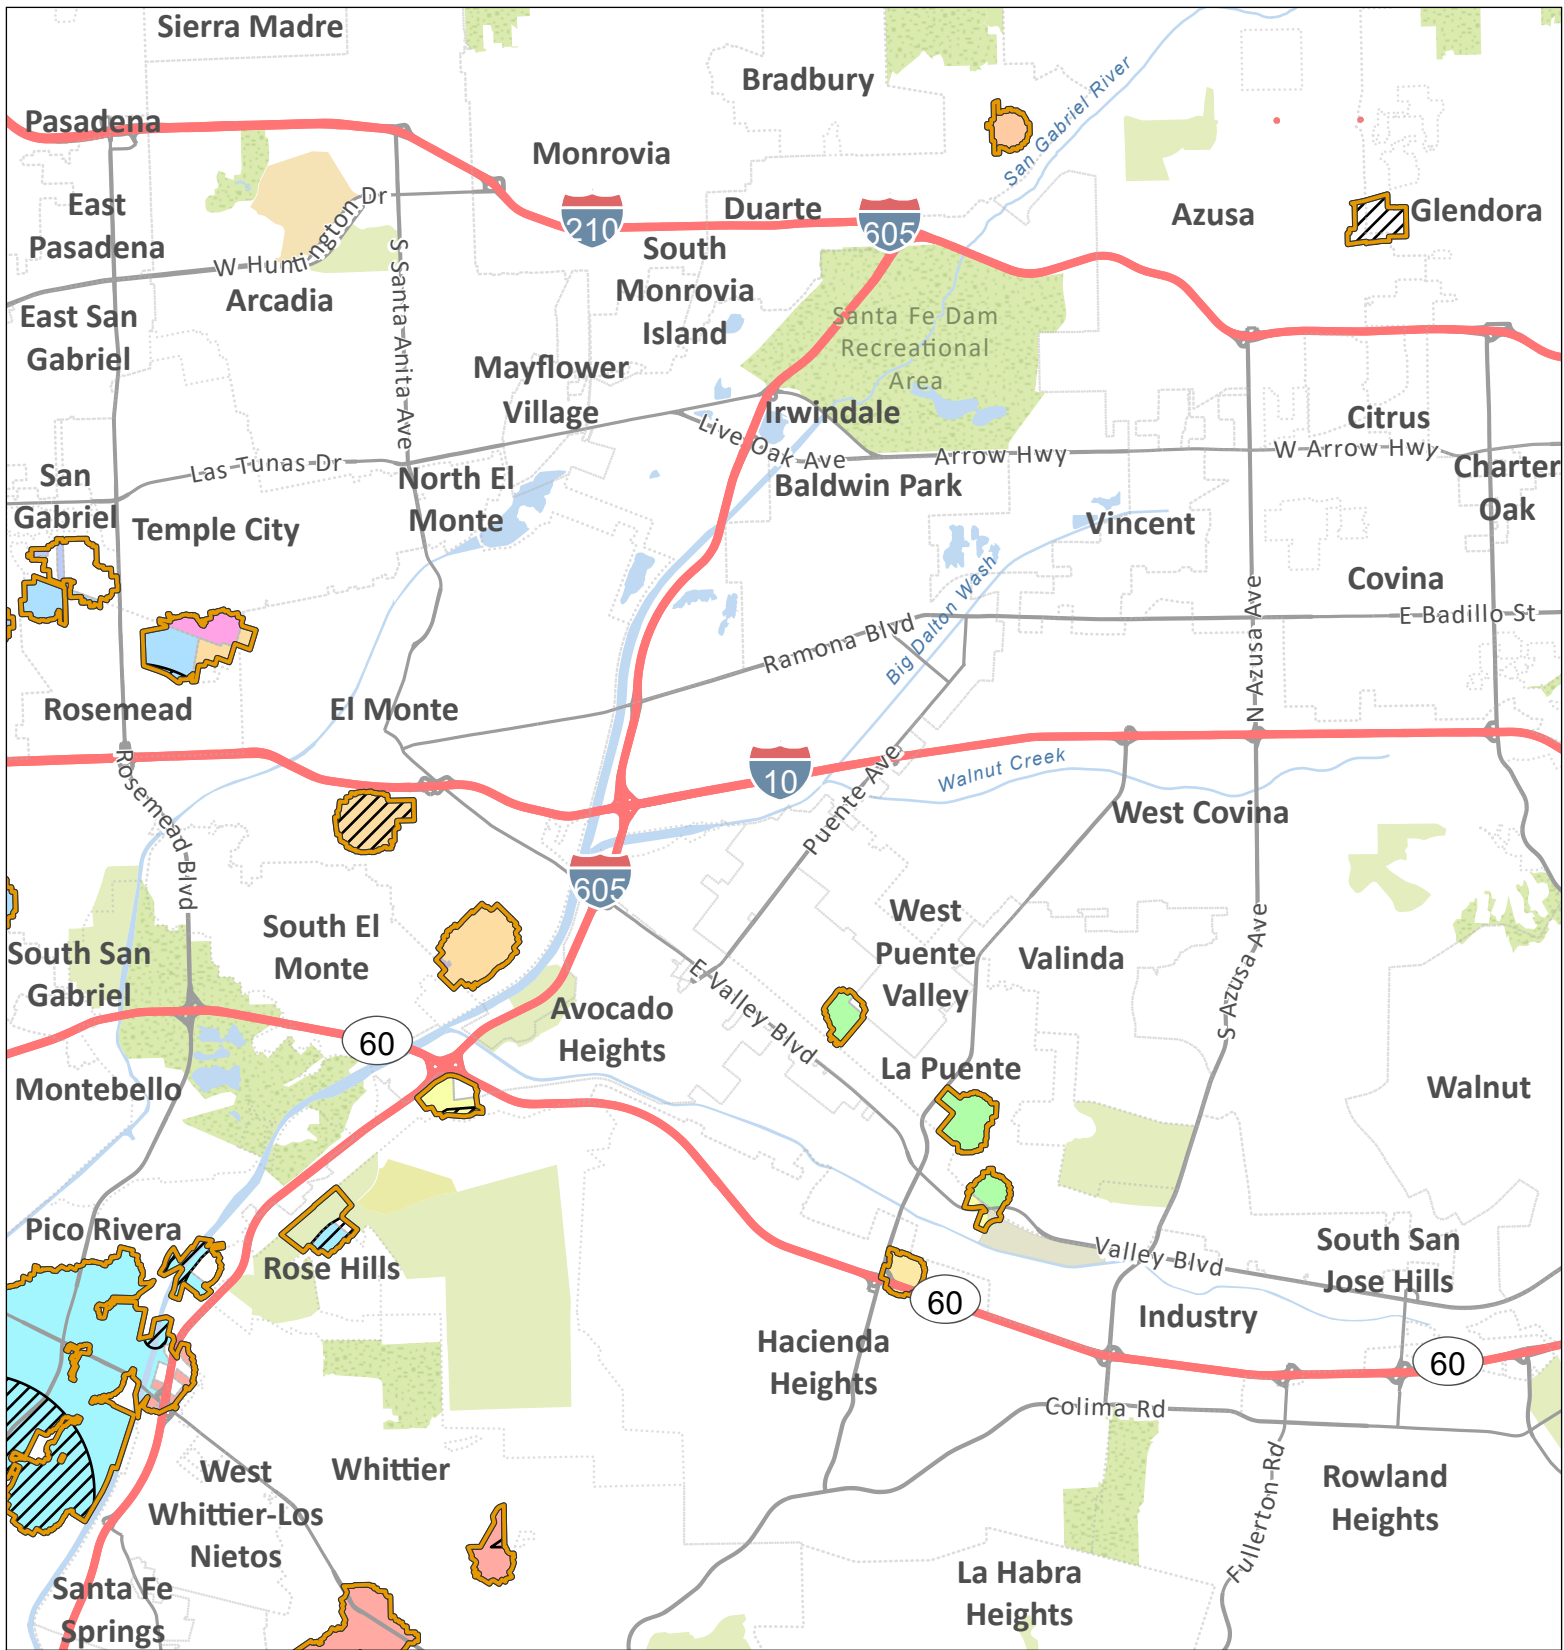 Sierra Madre
Bradbury
Pasadena
San Gabriel River
Monrovia
East
Pasadena
Dr
W Huntington
Duarte
Azusa
Glendora
210
605
South
Monrovia
Island
Arcadia
S Santa Anita Ave
East San
Gabriel
Santa Fe Dam
Recreational
Area
Mayflower
Village
Irwindale
Citrus
Live Oak Ave
Arrow Hwy
W Arrow Hwy
Las Tunas Dr
San
Gabriel
North El
Monte
Baldwin Park
Charter
Oak
Temple City
Vincent
Covina
Big Dalton Wash
N Azusa Ave
E Badillo St
Ramona Blvd
Rosemead
El Monte
Rosemead Blvd
10
Walnut Creek
Puente Ave
West Covina
605
South El
Monte
West
Puente
Valley
Valinda
S Azusa Ave
South San
Gabriel
E Valley Blvd
Avocado
Heights
60
La Puente
Montebello
Walnut
Pico Rivera
Rose Hills
Valley Blvd
South San
Jose Hills
60
Industry
Hacienda
Heights
60
Colima Rd
West
Whittier-Los
Nietos
Whittier
Fullerton Rd
Rowland
Heights
La Habra
Heights
Santa Fe
Springs